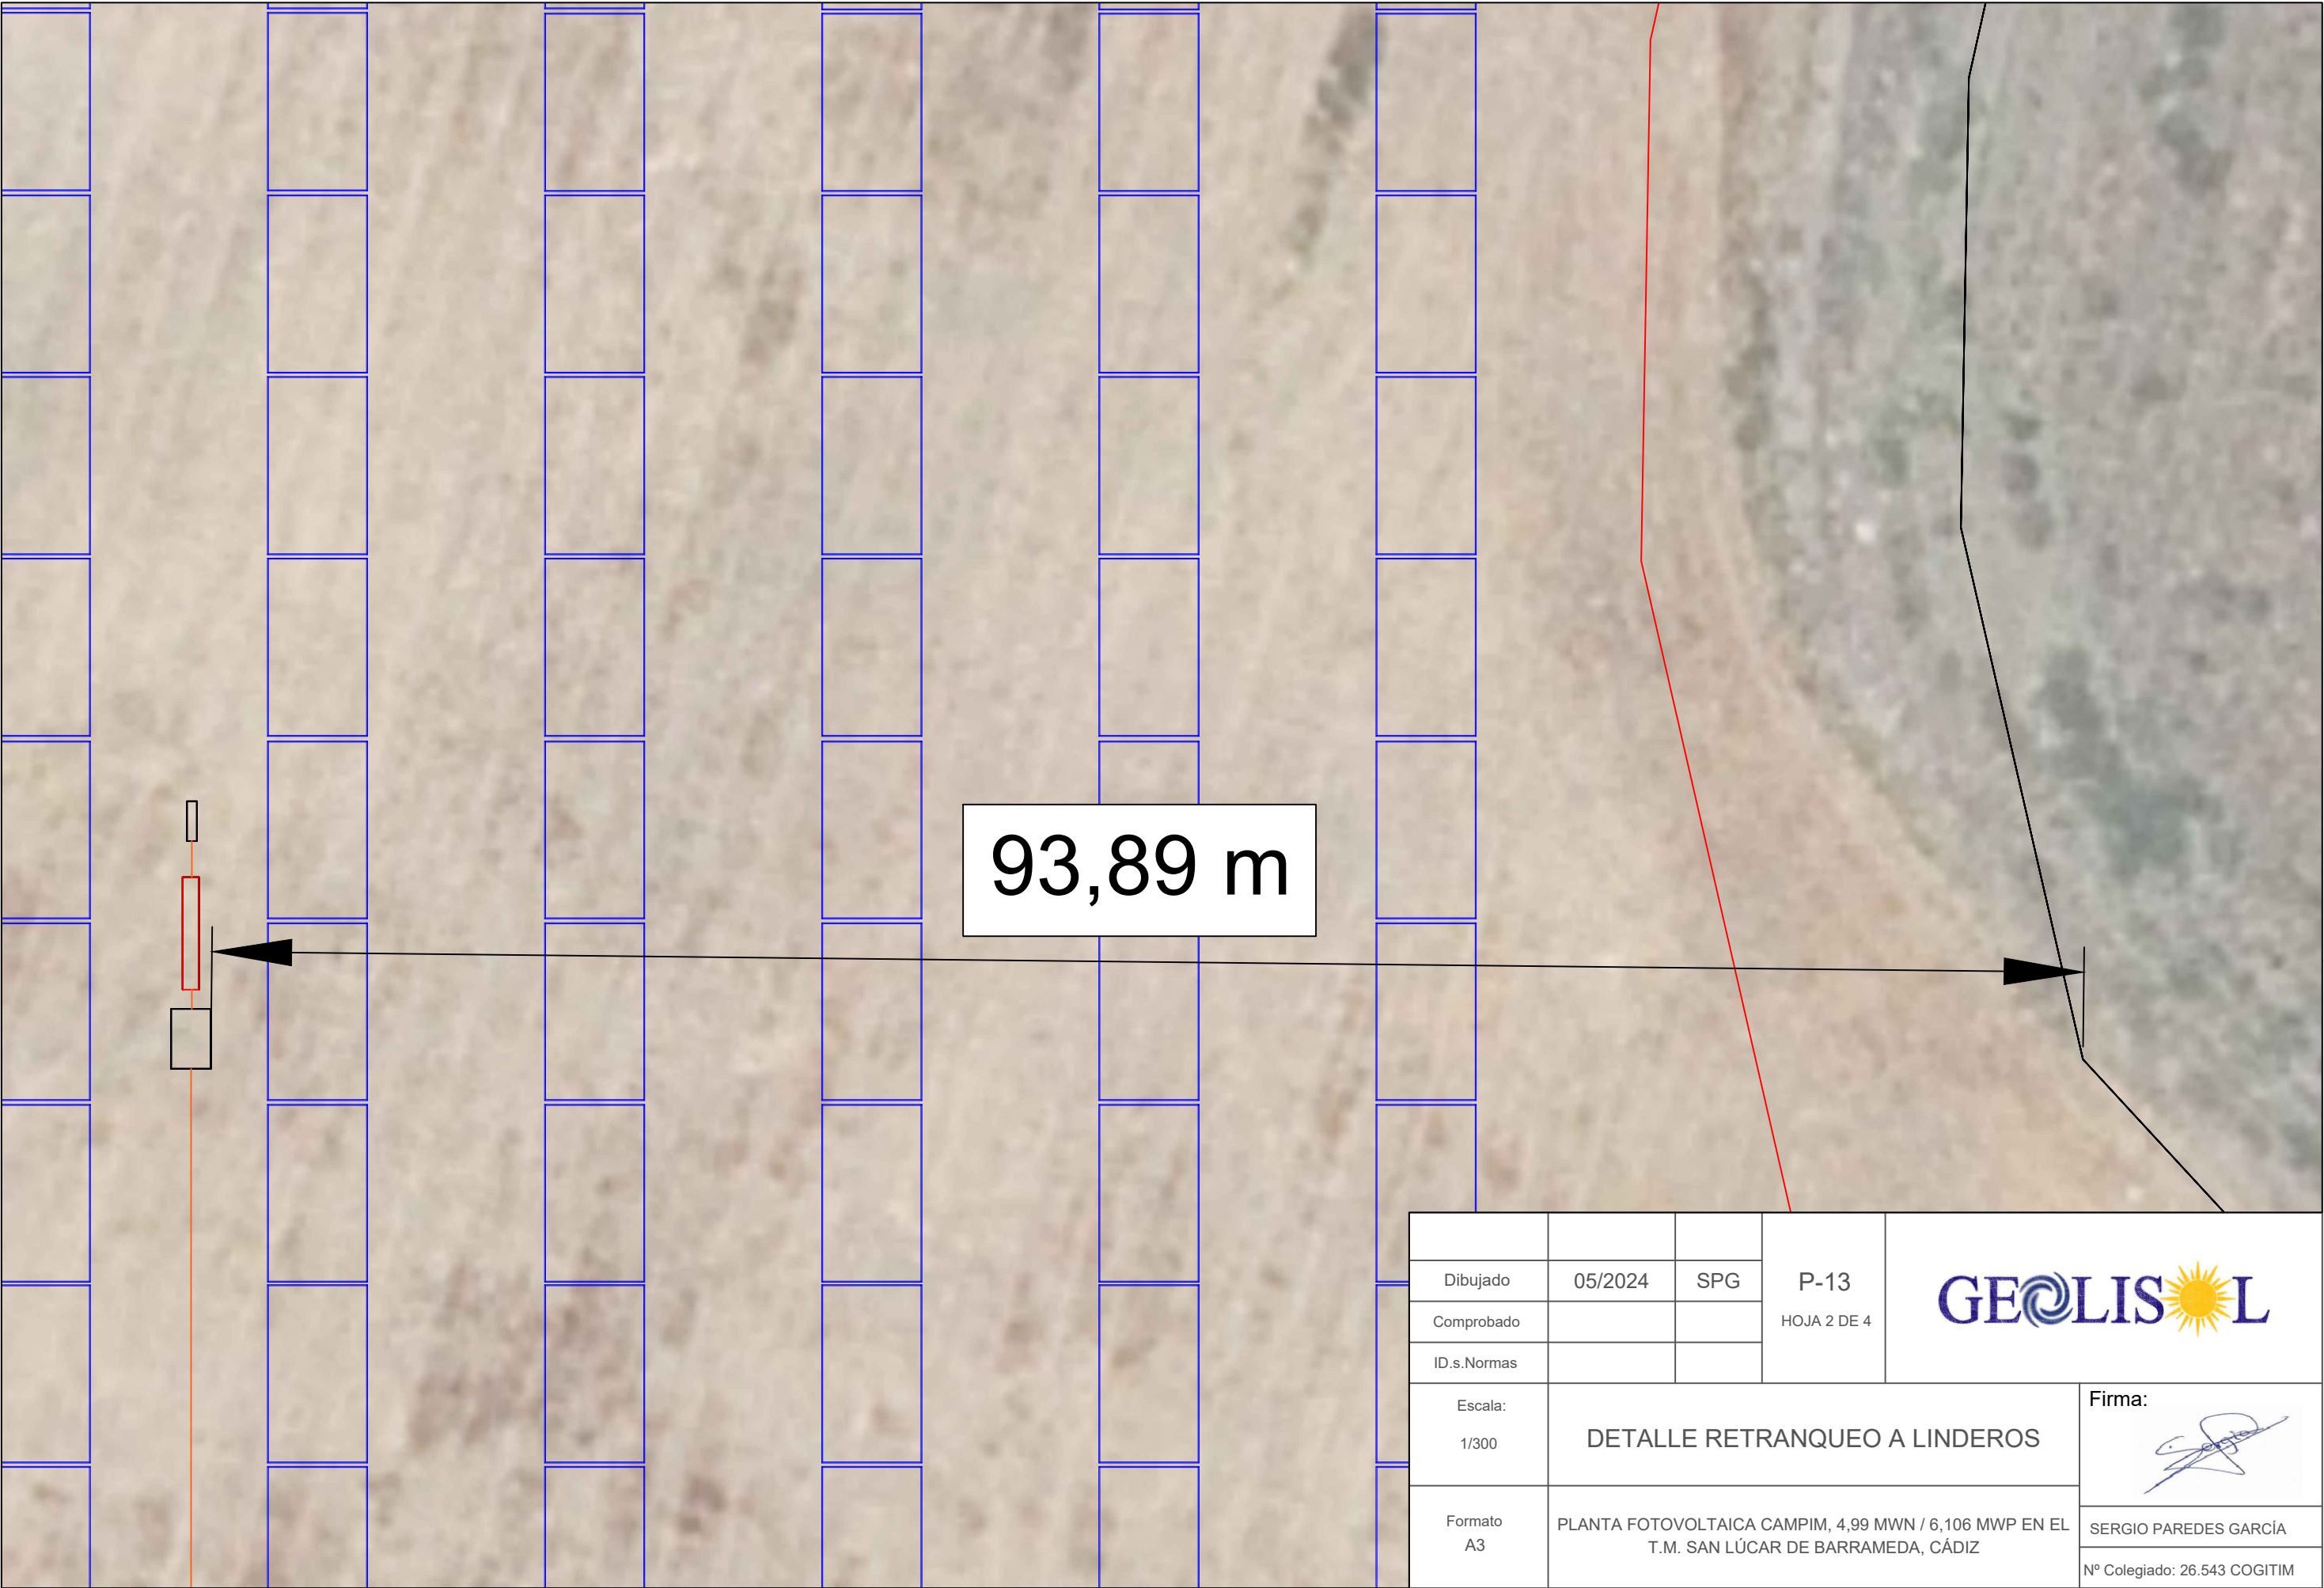 93,89 m
Dibujado 05/2024 SPG
P-13
Comprobado
HOJA 2 DE 4
ID.s.Normas
GEOLISOL
Escala:
1/300
DETALLE RETRANQUEO A LINDEROS
Firma:
Formato
A3
PLANTA FOTOVOLTAICA CAMPIM, 4,99 MWN / 6,106 MWP EN EL
T.M. SAN LÚCAR DE BARRAMEDA, CÁDIZ
SERGIO PAREDES GARCÍA
Nº Colegiado: 26.543 COGITIM